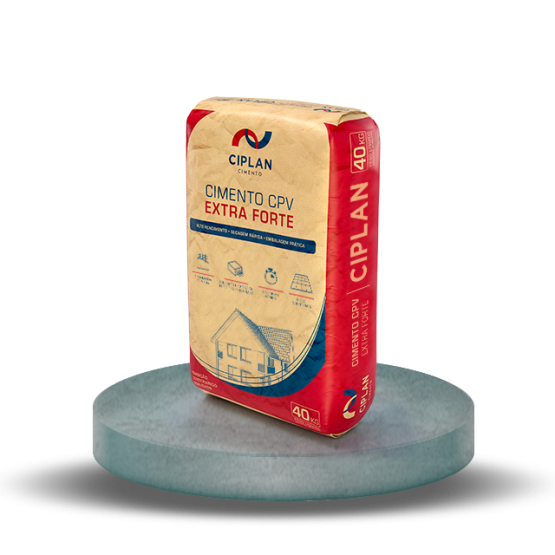 CIPLAN
CIMENTO
CIMENTO CPV
EXTRA FORTE
ALTO RENDIMENTO • SECAGEM RÁPIDA • EMBALAGEM PRÁTICA
40 KG
40 KG
CIPLAN
CIMENTO CPV
EXTRA FORTE
CIPLAN